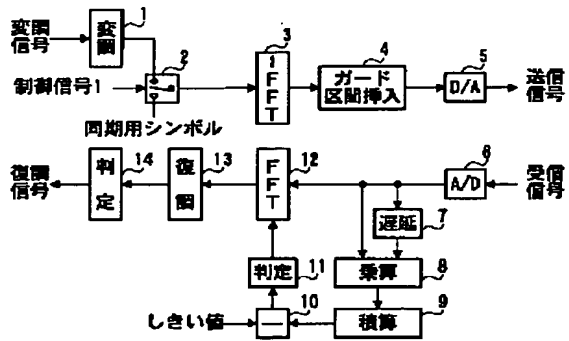 変調
信号
変調
1
制御信号1
2
同期用シンボル
3
i
F
F
T
4
ガード
区間挿入
5
D/A
送信
信号
復調
信号
14
判
定
13
復
調
12
F
F
T
6
A/D
受信
信号
遅延
7
判定
11
乗算
8
しきい値
10
積算
9